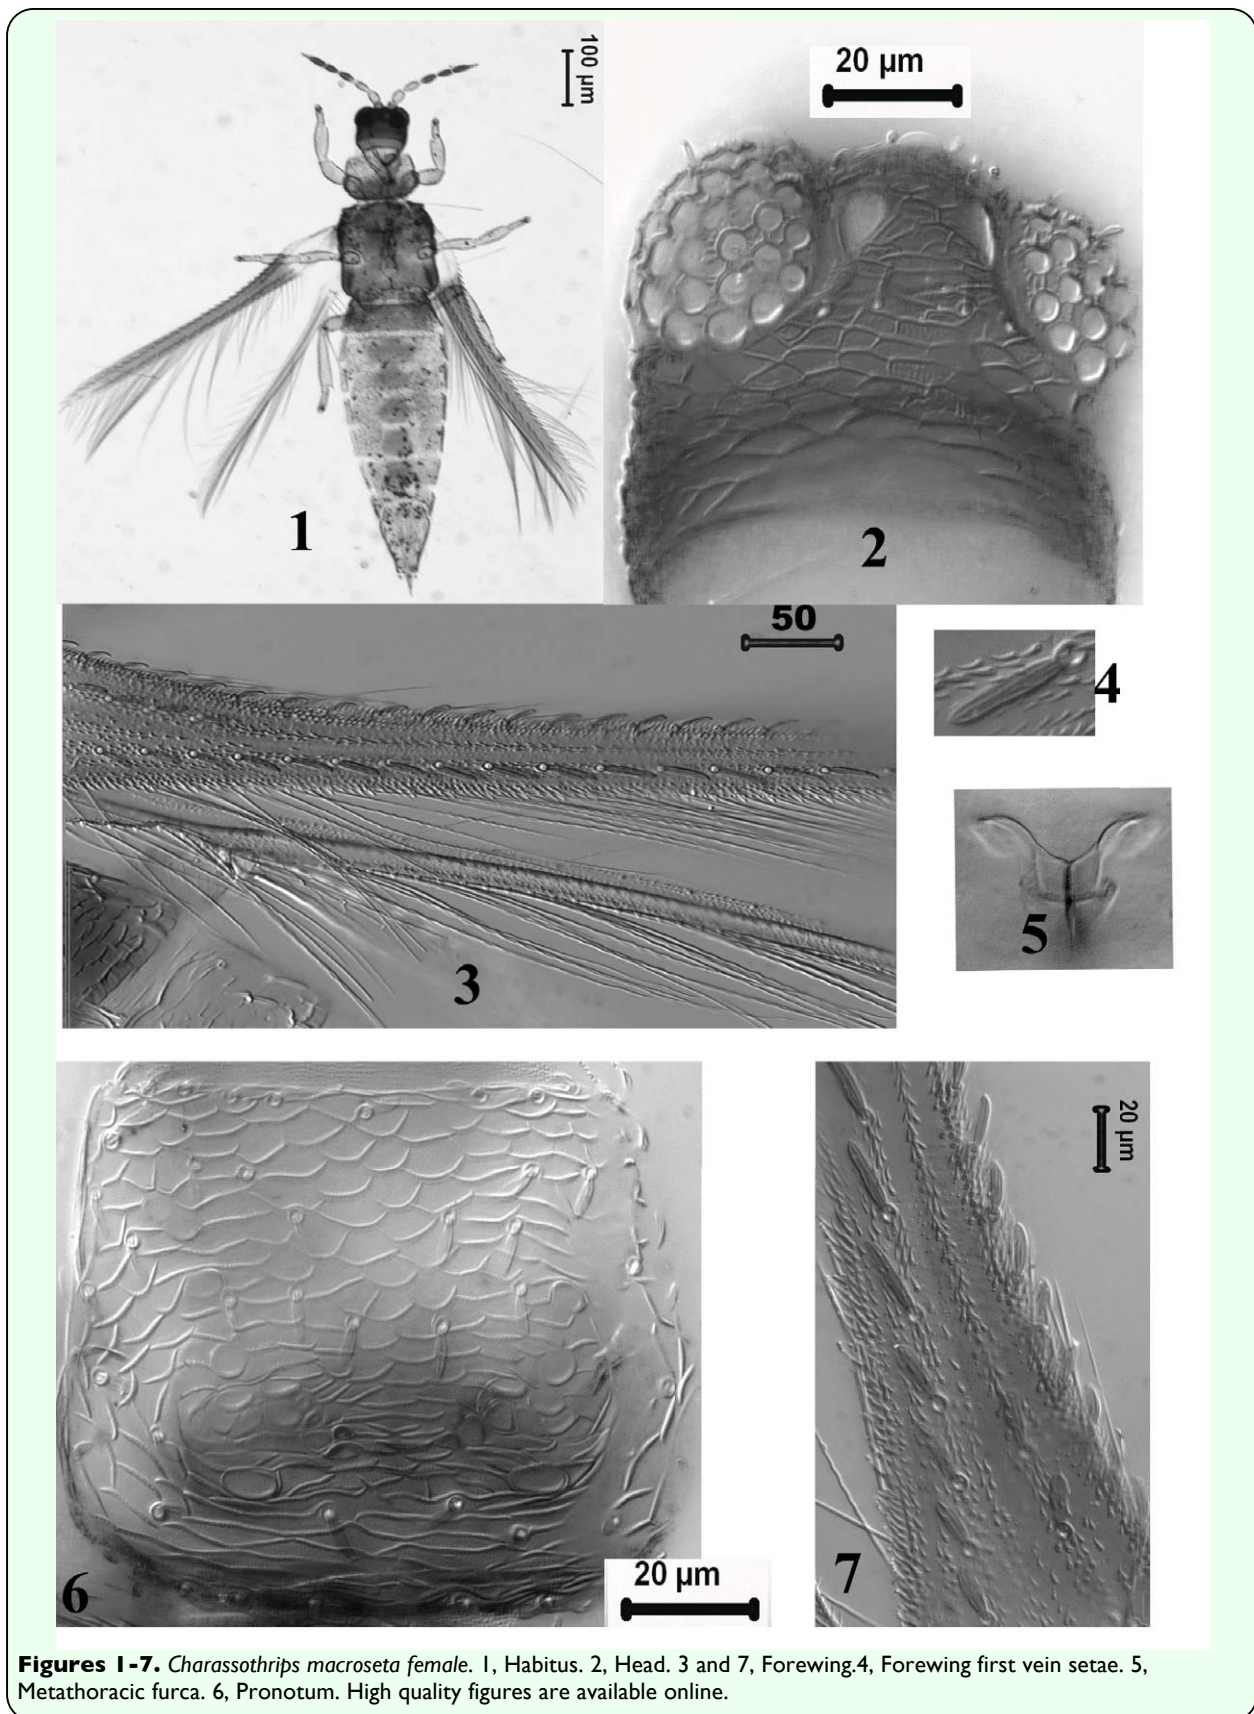 100 µm
20 µm
1
2
50
4
5
3
20 µm
6
20 µm
7
Figures 1-7. Charassothrips macroseta female. 1, Habitus. 2, Head. 3 and 7, Forewing.4, Forewing first vein setae. 5,
Metathoracic furca. 6, Pronotum. High quality figures are available online.